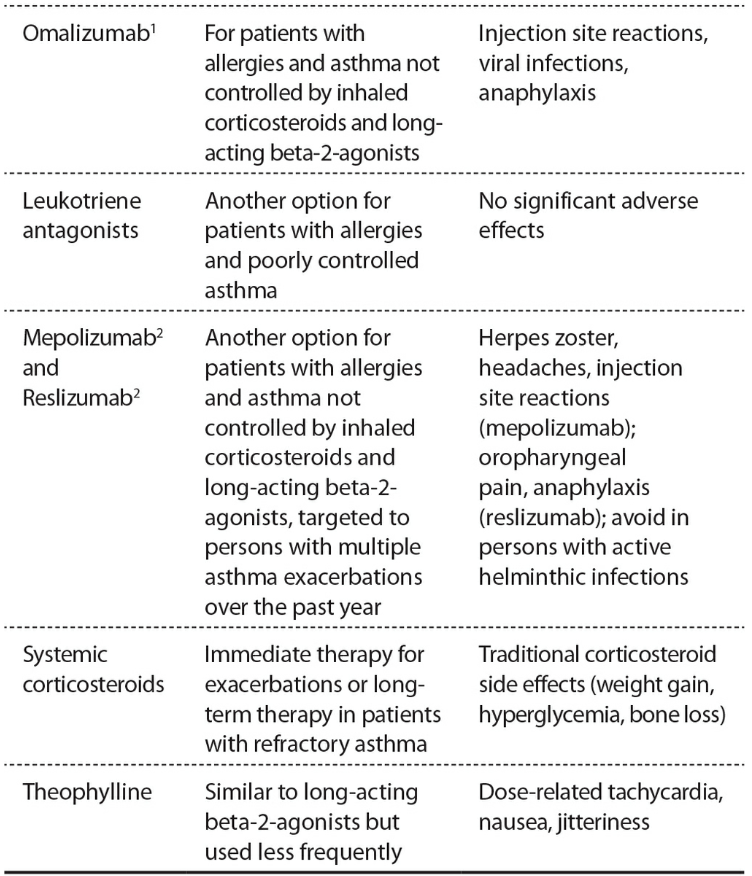 Omalizumab¹
For patients with
allergies and asthma not
controlled by inhaled
corticosteroids and long-
acting beta-2-agonists
Injection site reactions,
viral infections,
anaphylaxis
Leukotriene
antagonists
Another option for
patients with allergies
and poorly controlled
asthma
No significant adverse
effects
Mepolizumab²
and
Reslizumab²
Another option for
patients with allergies
and asthma not
controlled by inhaled
corticosteroids and
long-acting beta-2-
agonists, targeted to
persons with multiple
asthma exacerbations
over the past year
Herpes zoster,
headaches, injection
site reactions
(mepolizumab);
oropharyngeal
pain, anaphylaxis
(reslizumab); avoid in
persons with active
helminthic infections
Systemic
corticosteroids
Immediate therapy for
exacerbations or long-
term therapy in patients
with refractory asthma
Traditional corticosteroid
side effects (weight gain,
hyperglycemia, bone loss)
Theophylline
Similar to long-acting
beta-2-agonists but
used less frequently
Dose-related tachycardia,
nausea, jitteriness